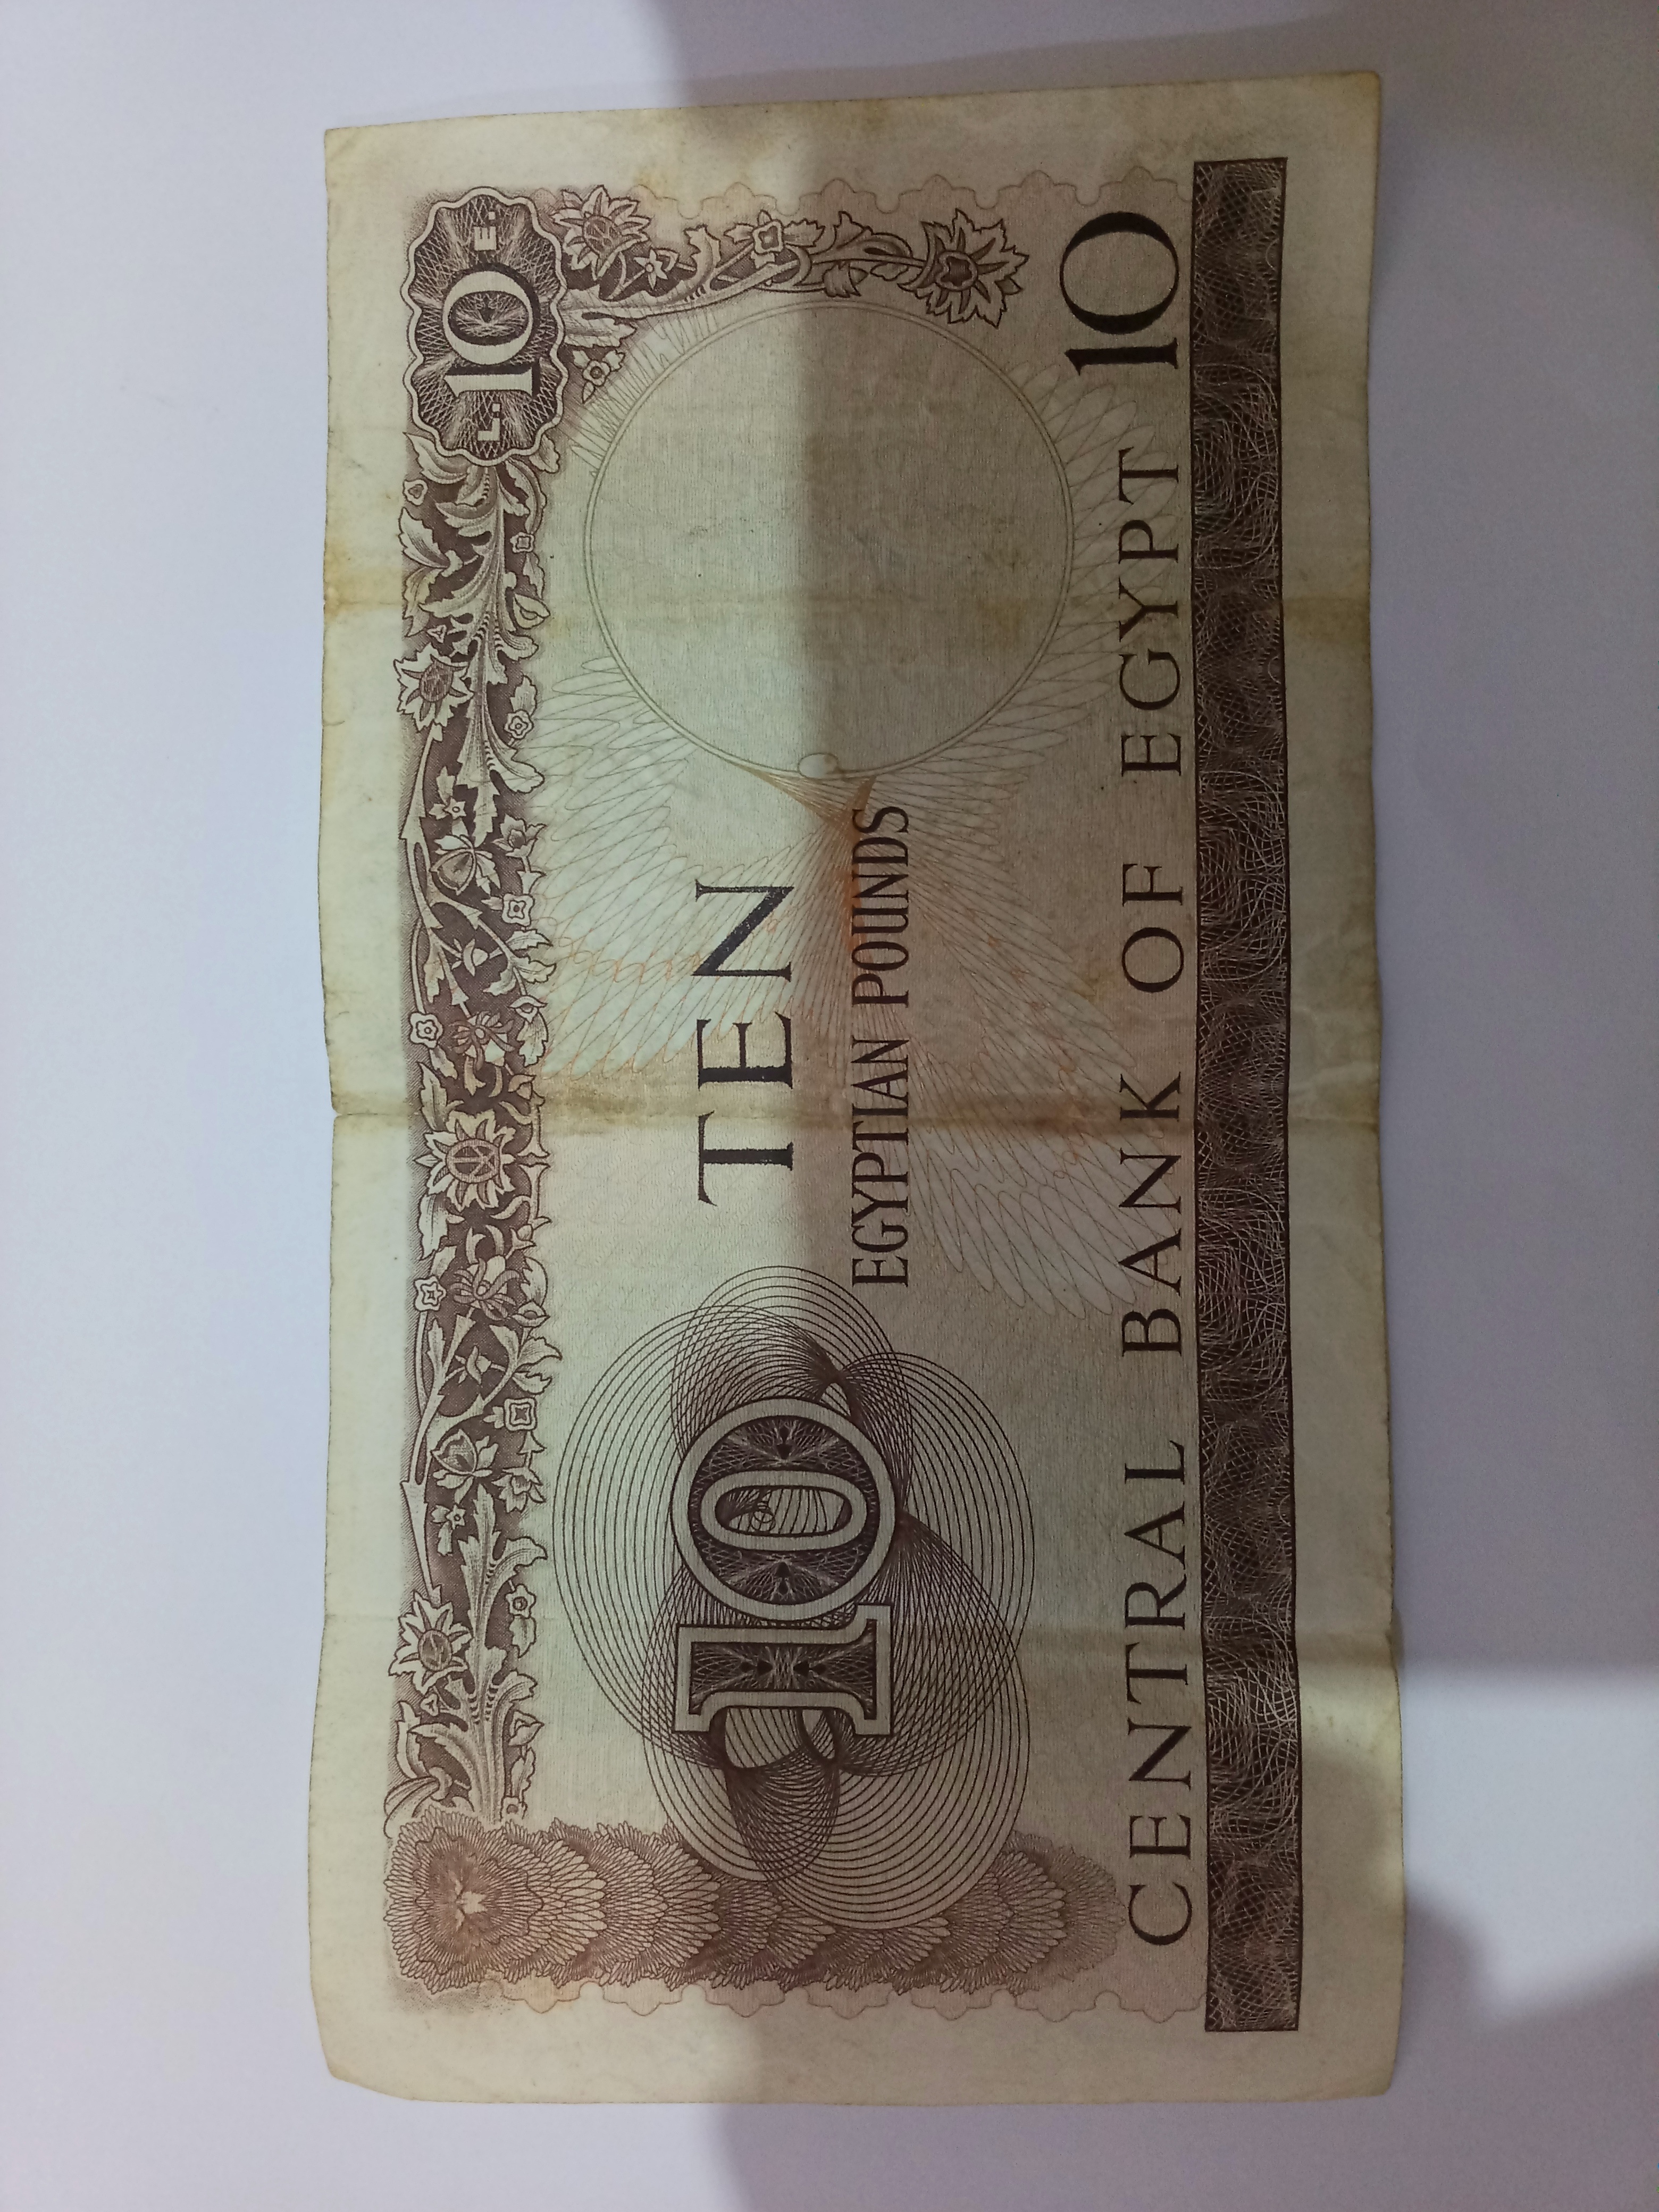 L. 10 E.
10
TEN
EGYPTIAN POUNDS
CENTRAL BANK OF EGYPT 10